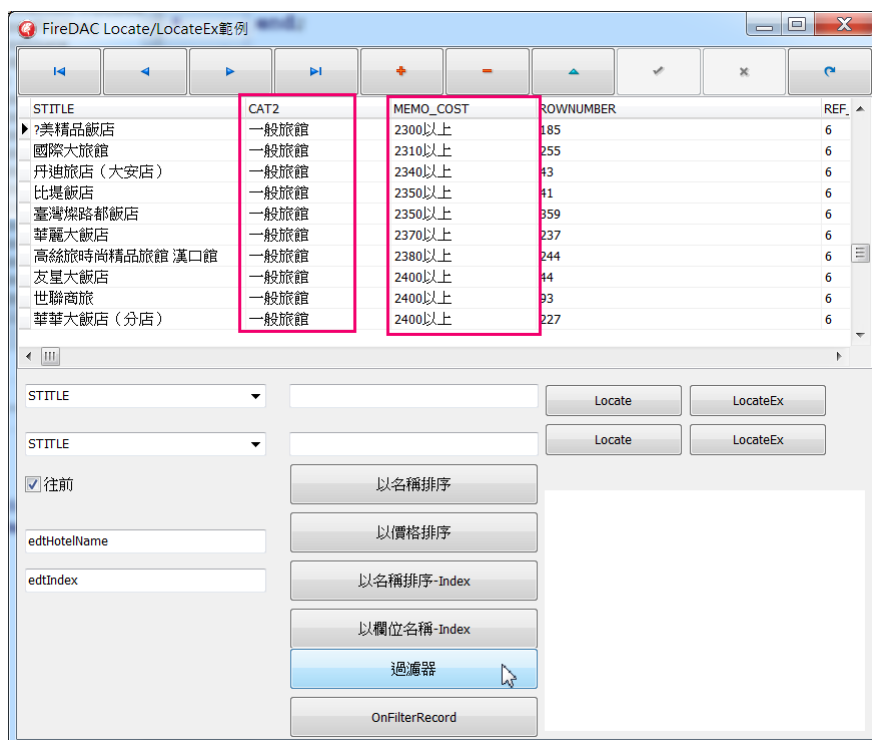 FireDAC Locate/LocateEx範例
STITLE CAT2 MEMO_COST ROWNUMBER REF_
?美精品飯店 一般旅館 2300以上 185 6
國際大旅館 一般旅館 2310以上 255 6
丹迪旅店（大安店） 一般旅館 2340以上 43 6
比堤飯店 一般旅館 2350以上 41 6
臺灣燦路都飯店 一般旅館 2350以上 359 6
華麗大飯店 一般旅館 2370以上 237 6
高絲旅時尚精品旅館 漢口館 一般旅館 2380以上 244 6
友星大飯店 一般旅館 2400以上 44 6
世聯商旅 一般旅館 2400以上 93 6
華華大飯店（分店） 一般旅館 2400以上 227 6
STITLE Locate LocateEx
STITLE Locate LocateEx
往前 以名稱排序
以價格排序
edtHotelName
edtIndex 以名稱排序-Index
以欄位名稱-Index
過濾器
OnFilterRecord